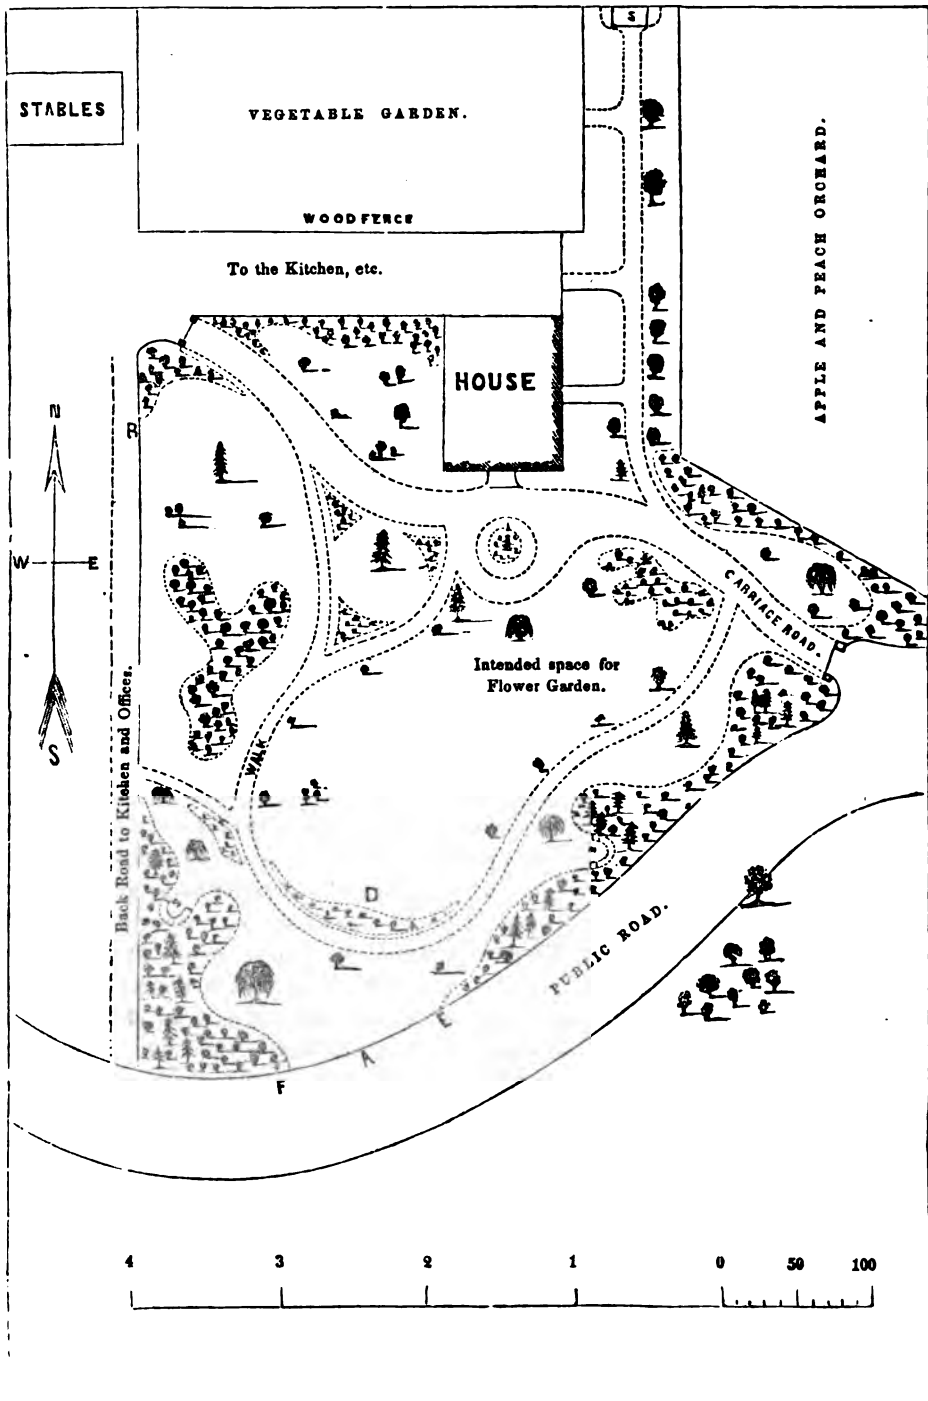 S
STABLES
VEGETABLE GARDEN.
APPLE AND PEACH ORCHARD.
WOOD FENCE
To the Kitchen, etc.
HOUSE
N
B
W E
CARRIAGE ROAD.
Intended space for
Flower Garden.
S
Back Road to Kitchen and Offices.
WALK
D
PUBLIC ROAD.
E
A
F
4 3 2 1 0 50 100